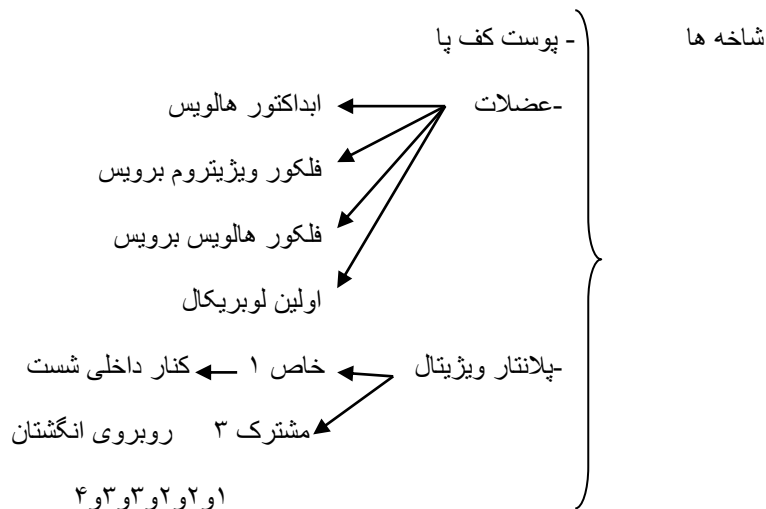 شاخه ها - پوست کف پا
-عضلات ابداکتور هالویس
فلکور ویژیتروم برویس
فلکور هالویس برویس
اولین لوبریکال
-پلانتار ویژیتال خاص ۱ کنار داخلی شست
مشترک ۳ روبروی انگشتان
۱و۲و۲و۳و۳و۴